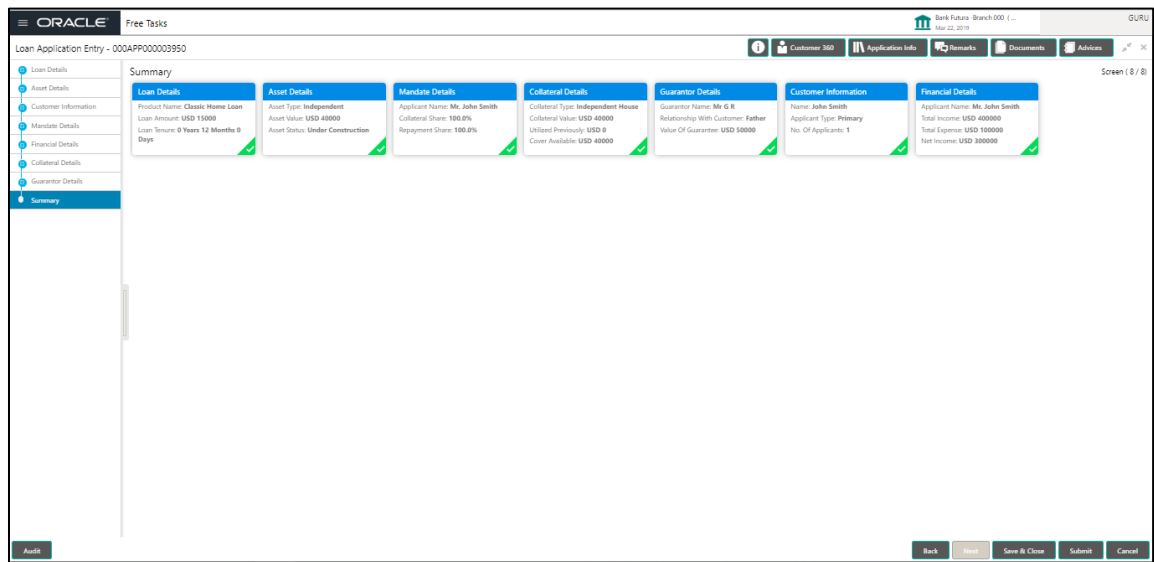 ORACLE
Free Tasks
Bank Futura -Branch 000 ( ...
Mar 22, 2019
GURU
Loan Application Entry - 000APP000003950
Customer 360
Application Info
Remarks
Documents
Advices
Loan Details
Asset Details
Customer Information
Mandate Details
Financial Details
Collateral Details
Guarantor Details
Summary
Summary
Screen ( 8 / 8)
Loan Details
Product Name: Classic Home Loan
Loan Amount: USD 15000
Loan Tenure: 0 Years 12 Months 0
Days
Asset Details
Asset Type: Independent
Asset Value: USD 40000
Asset Status: Under Construction
Mandate Details
Applicant Name: Mr. John Smith
Collateral Share: 100.0%
Repayment Share: 100.0%
Collateral Details
Collateral Type: Independent House
Collateral Value: USD 40000
Utilized Previously: USD 0
Cover Available: USD 40000
Guarantor Details
Guarantor Name: Mr G R
Relationship With Customer: Father
Value Of Guarantee: USD 50000
Customer Information
Name: John Smith
Applicant Type: Primary
No. Of Applicants: 1
Financial Details
Applicant Name: Mr. John Smith
Total Income: USD 400000
Total Expense: USD 100000
Net Income: USD 300000
Audit
Back
Next
Save & Close
Submit
Cancel